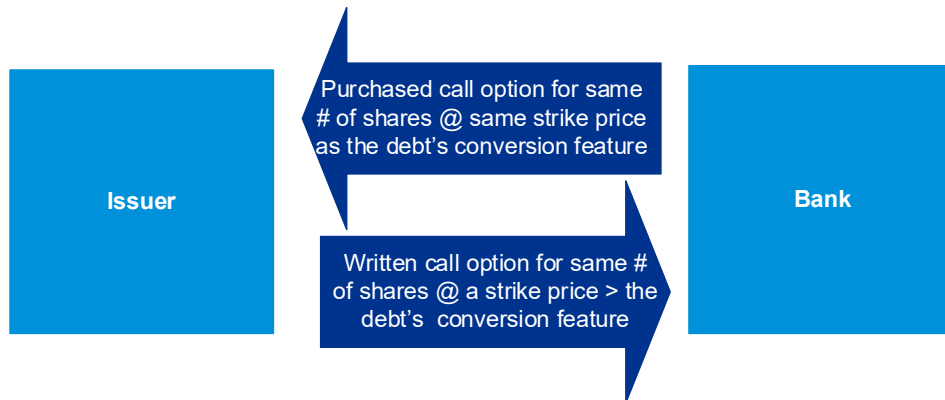 Purchased call option for same
# of shares @ same strike price
as the debt's conversion feature
Issuer
Bank
Written call option for same #
of shares @ a strike price > the
debt's  conversion feature